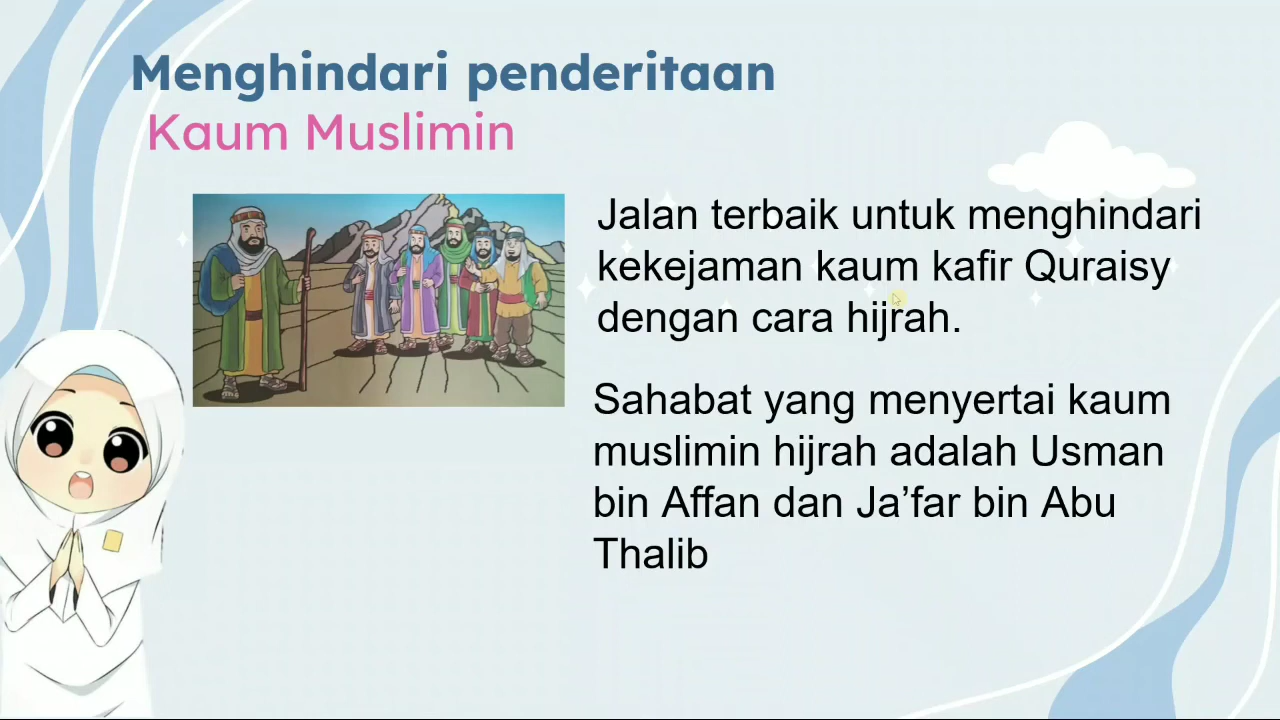 Menghindari penderitaan
Kaum Muslimin
Jalan terbaik untuk menghindari
kekejaman kaum kafir Quraisy
dengan cara hijrah.
Sahabat yang menyertai kaum
muslimin hijrah adalah Usman
bin Affan dan Ja’far bin Abu
Thalib